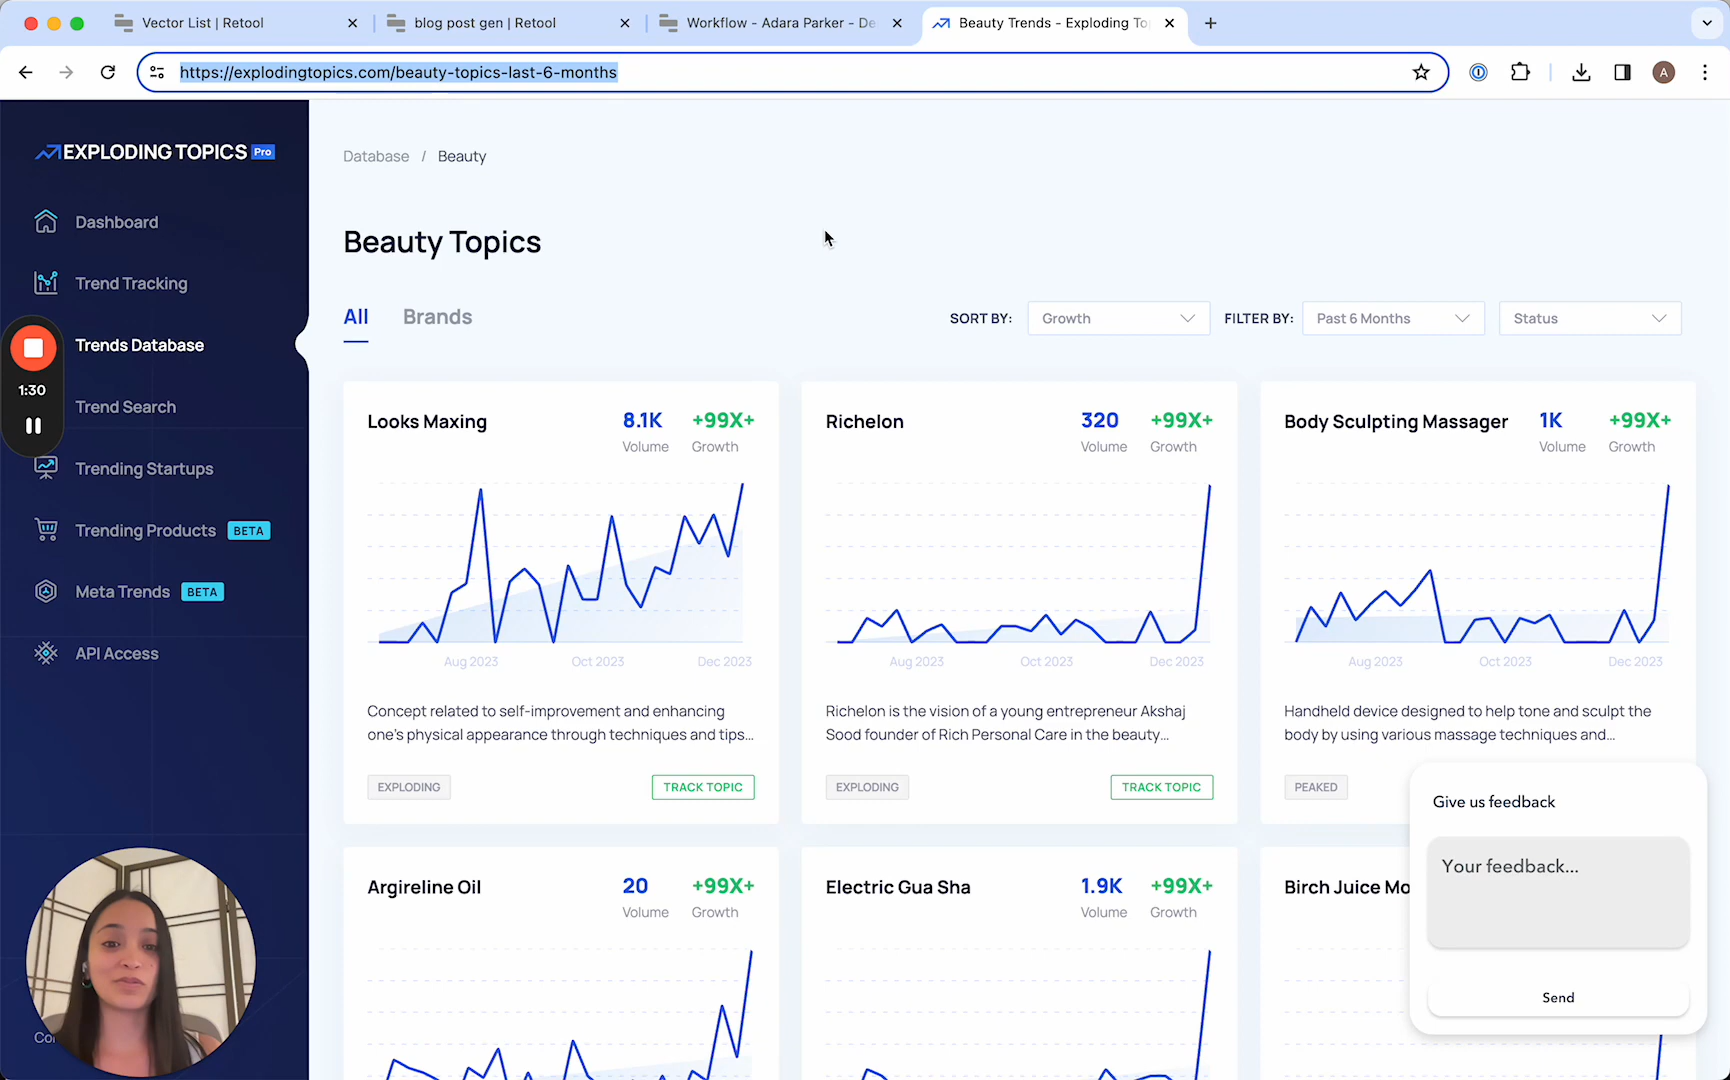 Vector List | Retool
blog post gen | Retool
Workflow - Adara Parker - De
Beauty Trends - Exploding To
https://explodingtopics.com/beauty-topics-last-6-months
A
EXPLODING TOPICS Pro
Dashboard
Trend Tracking
Trends Database
Trend Search
Trending Startups
Trending Products BETA
Meta Trends BETA
API Access
1:30
Database / Beauty
Beauty Topics
All Brands
SORT BY: Growth FILTER BY: Past 6 Months Status
Looks Maxing 8.1K +99X+
Volume Growth
Aug 2023 Oct 2023 Dec 2023
Concept related to self-improvement and enhancing
one's physical appearance through techniques and tips...
EXPLODING TRACK TOPIC
Richelon 320 +99X+
Volume Growth
Aug 2023 Oct 2023 Dec 2023
Richelon is the vision of a young entrepreneur Akshaj
Sood founder of Rich Personal Care in the beauty...
EXPLODING TRACK TOPIC
Body Sculpting Massager 1K +99X+
Volume Growth
Aug 2023 Oct 2023 Dec 2023
Handheld device designed to help tone and sculpt the
body by using various massage techniques and...
PEAKED
Argireline Oil 20 +99X+
Volume Growth
Electric Gua Sha 1.9K +99X+
Volume Growth
Birch Juice Mo
Give us feedback
Your feedback...
Send